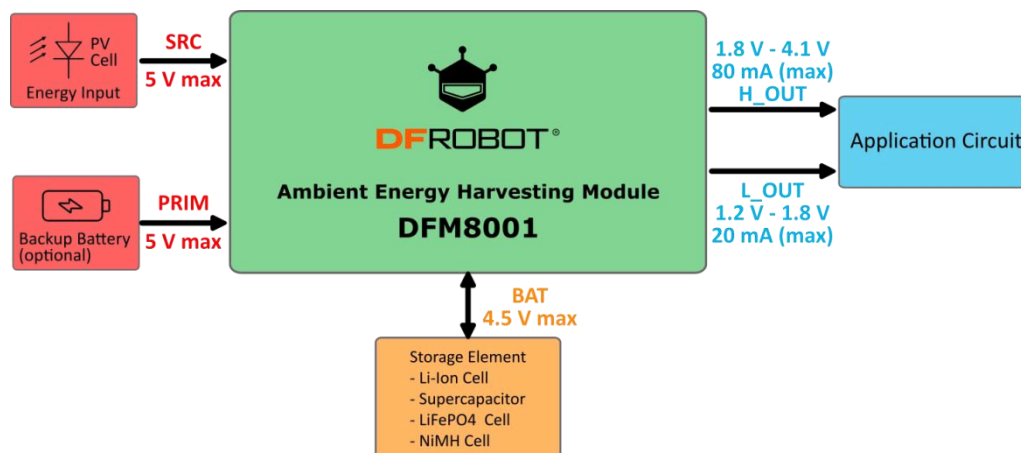 PV
Cell
Energy Input
SRC
5 V max
Backup Battery
(optional)
PRIM
5 V max
DFROBOT®
Ambient Energy Harvesting Module
DFM8001
1.8 V - 4.1 V
80 mA (max)
H_OUT
L_OUT
1.2 V - 1.8 V
20 mA (max)
Application Circuit
BAT
4.5 V max
Storage Element
- Li-Ion Cell
- Supercapacitor
- LiFePO4 Cell
- NiMH Cell